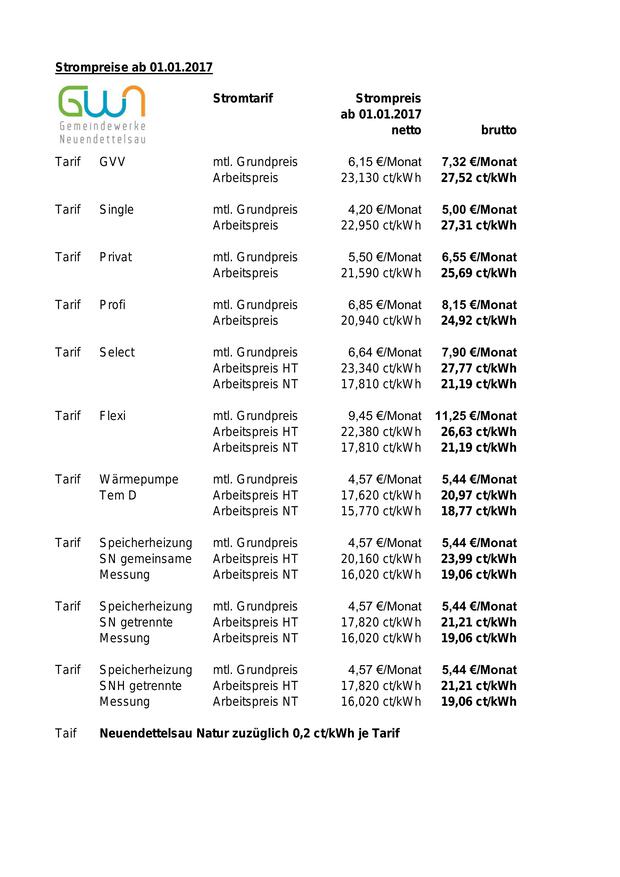 Strompreise ab 01.01.2017
GWN Stromtarif Strompreis
ab 01.01.2017
Gemeindewerke netto brutto
Neuendettelsau
Tarif GVV mtl. Grundpreis 6,15 €/Monat 7,32 €/Monat
Arbeitspreis 23,130 ct/kWh 27,52 ct/kWh
Tarif Single mtl. Grundpreis 4,20 €/Monat 5,00 €/Monat
Arbeitspreis 22,950 ct/kWh 27,31 ct/kWh
Tarif Privat mtl. Grundpreis 5,50 €/Monat 6,55 €/Monat
Arbeitspreis 21,590 ct/kWh 25,69 ct/kWh
Tarif Profi mtl. Grundpreis 6,85 €/Monat 8,15 €/Monat
Arbeitspreis 20,940 ct/kWh 24,92 ct/kWh
Tarif Select mtl. Grundpreis 6,64 €/Monat 7,90 €/Monat
Arbeitspreis HT 23,340 ct/kWh 27,77 ct/kWh
Arbeitspreis NT 17,810 ct/kWh 21,19 ct/kWh
Tarif Flexi mtl. Grundpreis 9,45 €/Monat 11,25 €/Monat
Arbeitspreis HT 22,380 ct/kWh 26,63 ct/kWh
Arbeitspreis NT 17,810 ct/kWh 21,19 ct/kWh
Tarif Wärmepumpe mtl. Grundpreis 4,57 €/Monat 5,44 €/Monat
Tem D Arbeitspreis HT 17,620 ct/kWh 20,97 ct/kWh
Arbeitspreis NT 15,770 ct/kWh 18,77 ct/kWh
Tarif Speicherheizung mtl. Grundpreis 4,57 €/Monat 5,44 €/Monat
SN gemeinsame Arbeitspreis HT 20,160 ct/kWh 23,99 ct/kWh
Messung Arbeitspreis NT 16,020 ct/kWh 19,06 ct/kWh
Tarif Speicherheizung mtl. Grundpreis 4,57 €/Monat 5,44 €/Monat
SN getrennte Arbeitspreis HT 17,820 ct/kWh 21,21 ct/kWh
Messung Arbeitspreis NT 16,020 ct/kWh 19,06 ct/kWh
Tarif Speicherheizung mtl. Grundpreis 4,57 €/Monat 5,44 €/Monat
SNH getrennte Arbeitspreis HT 17,820 ct/kWh 21,21 ct/kWh
Messung Arbeitspreis NT 16,020 ct/kWh 19,06 ct/kWh
Taif Neuendettelsau Natur zuzüglich 0,2 ct/kWh je Tarif